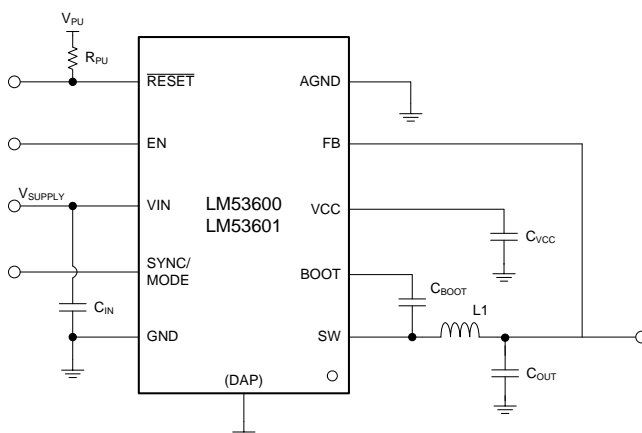 VPU
RPU
RESET
AGND
EN
FB
VSUPPLY
VIN
LM53600
LM53601
VCC
CVCC
SYNC/
MODE
BOOT
CBOOT
L1
CIN
GND
SW
(DAP)
COUT